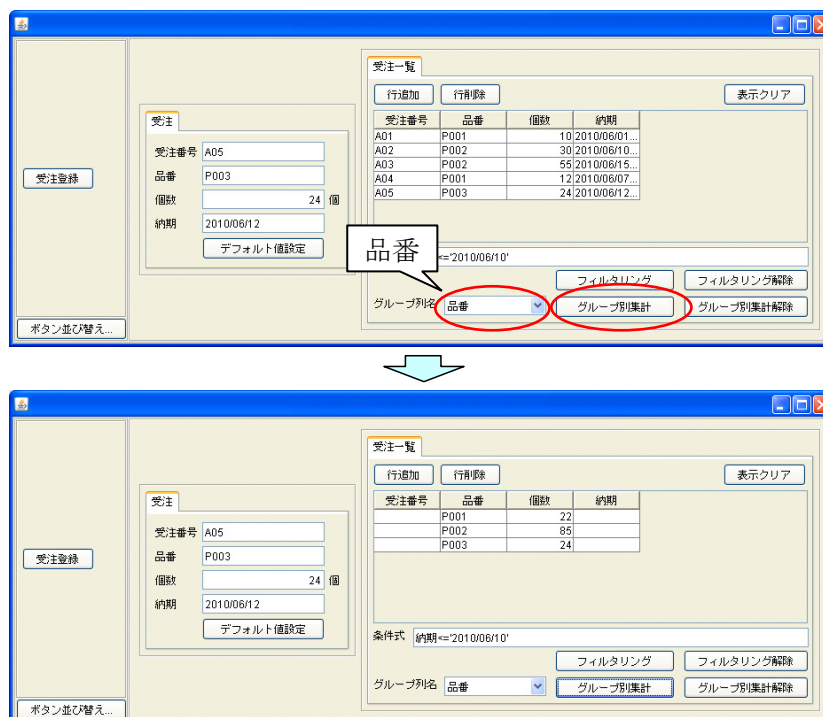 受注一覧
行追加 行削除 表示クリア
受注番号 品番 個数 納期
A01 P001 10 2010/06/01...
A02 P002 30 2010/06/10...
A03 P002 55 2010/06/15...
A04 P001 12 2010/06/07...
A05 P003 24 2010/06/12...
受注
受注番号 A05
品番 P003
個数 24 個
納期 2010/06/12
デフォルト値設定
受注登録
ボタン並び替え...
品番
<='2010/06/10'
フィルタリング フィルタリング解除
グループ列名 品番 グループ別集計 グループ別集計解除
受注一覧
行追加 行削除 表示クリア
受注番号 品番 個数 納期
P001 22
P002 85
P003 24
受注
受注番号 A05
品番 P003
個数 24 個
納期 2010/06/12
デフォルト値設定
受注登録
ボタン並び替え...
条件式 納期<='2010/06/10'
フィルタリング フィルタリング解除
グループ列名 品番 グループ別集計 グループ別集計解除